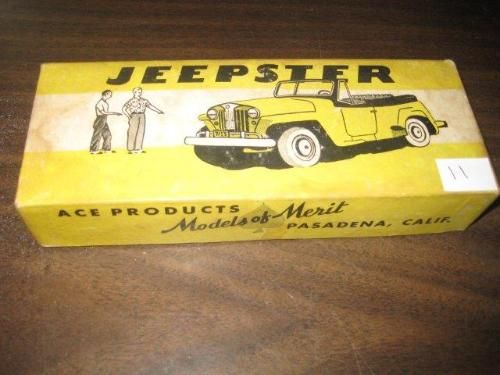 JEEPSTER
11
ACE PRODUCTS Models of Merit PASADENA, CALIF.